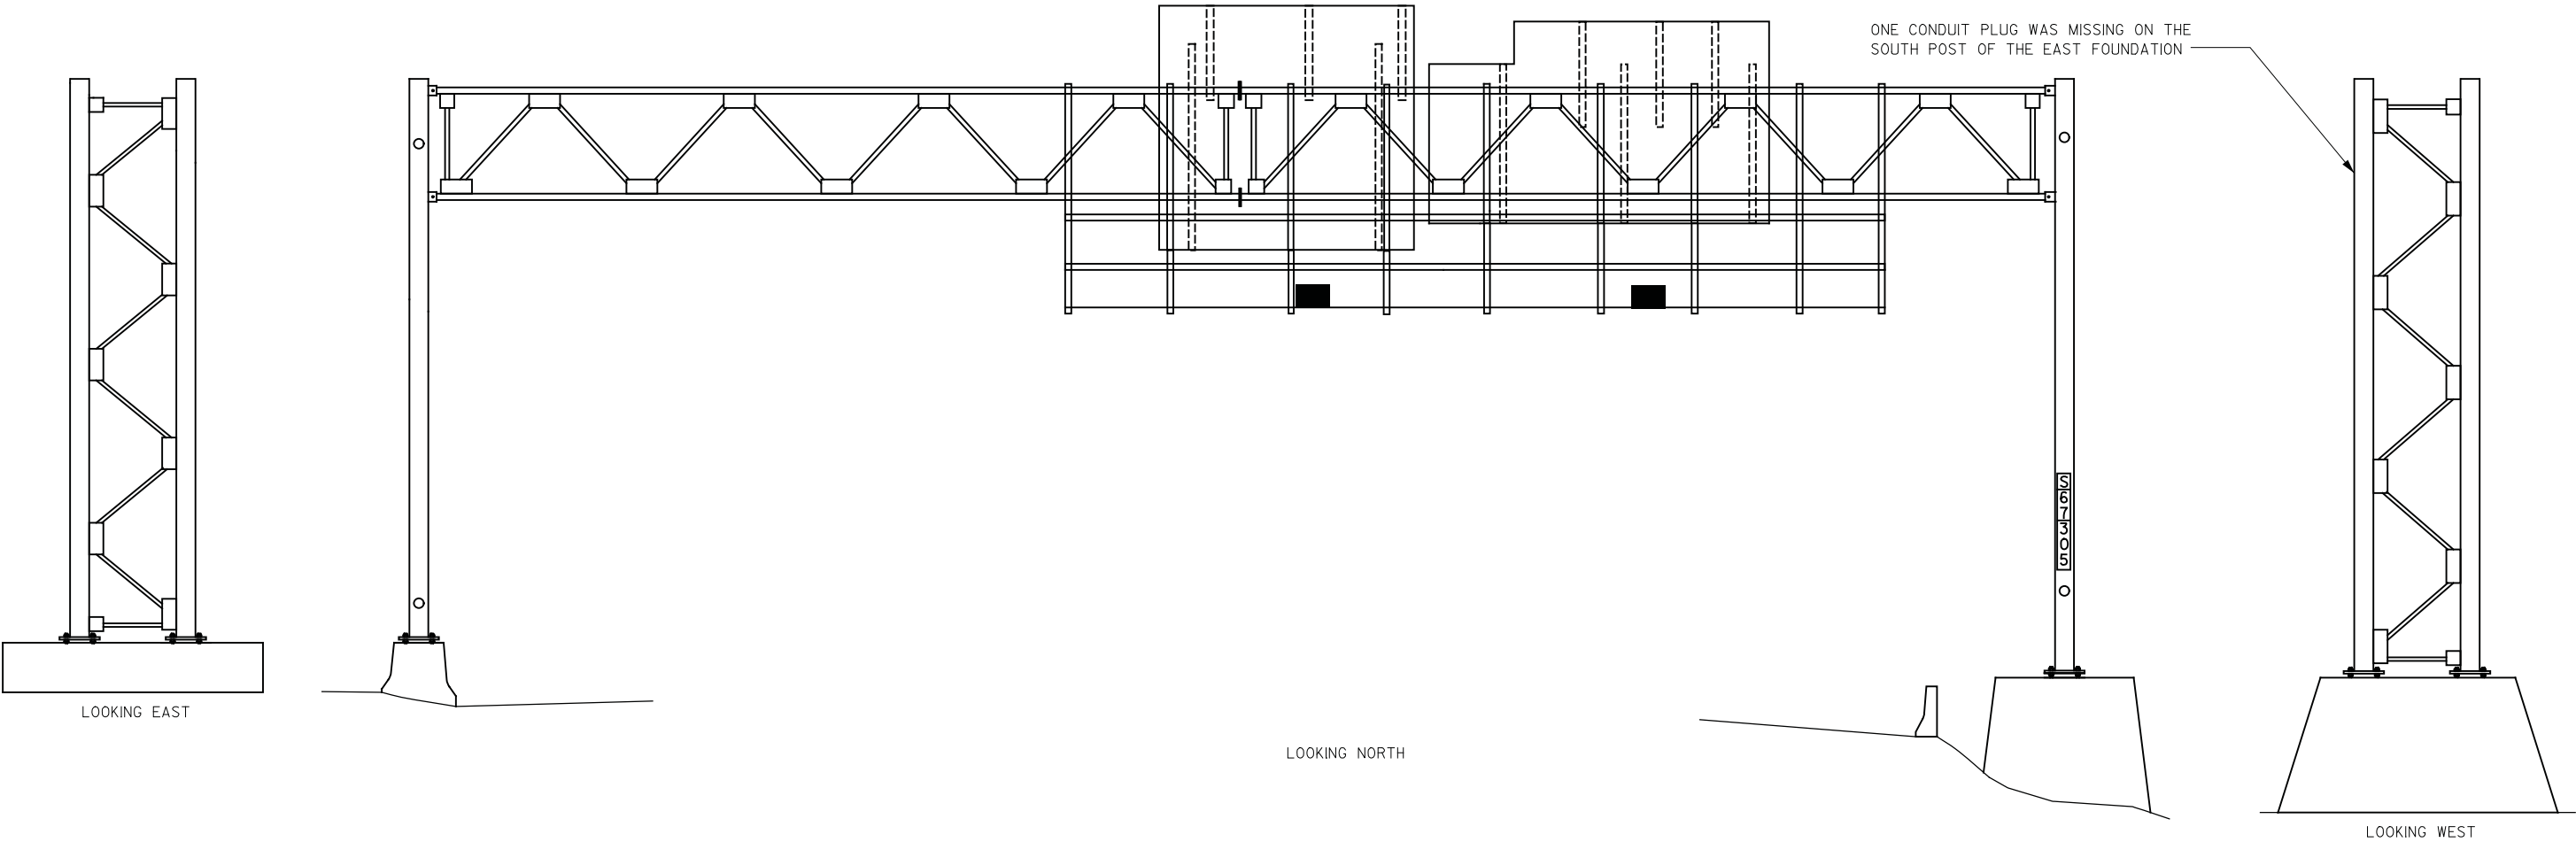 ONE CONDUIT PLUG WAS MISSING ON THE
SOUTH POST OF THE EAST FOUNDATION
S
6
7
3
0
5
LOOKING EAST
LOOKING NORTH
LOOKING WEST